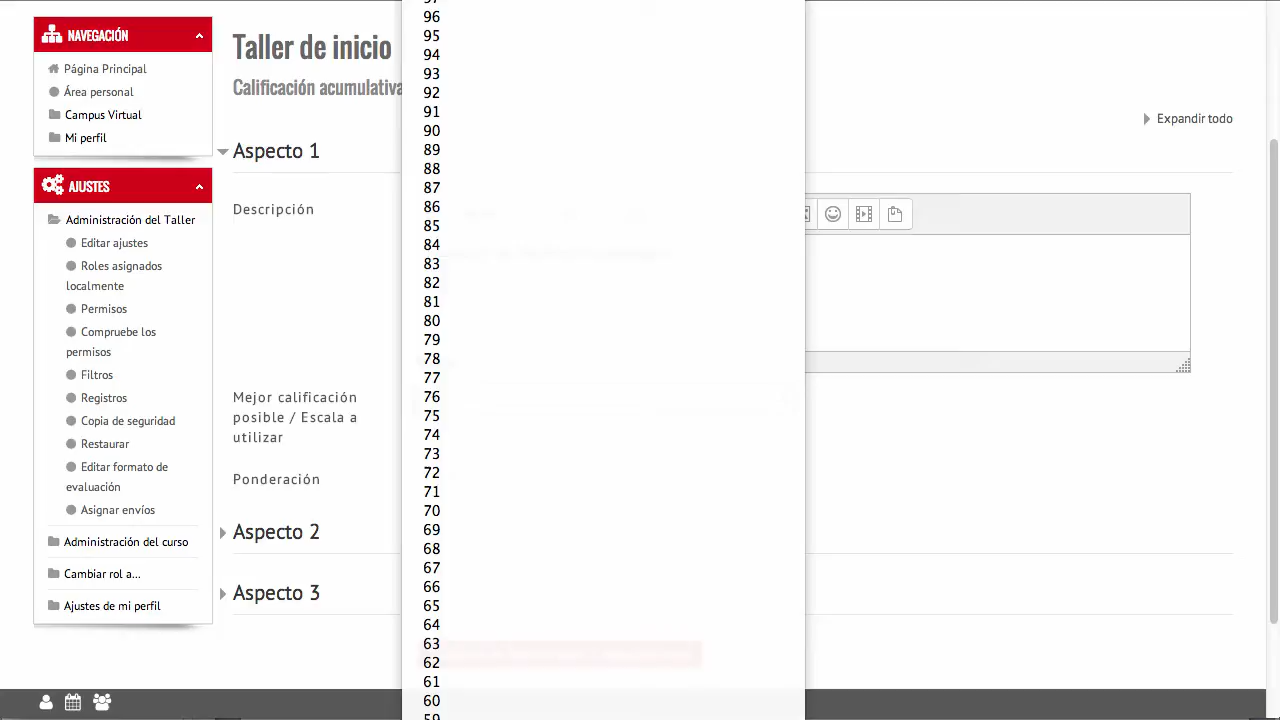 NAVEGACIÓN
Página Principal
Área personal
Campus Virtual
Mi perfil
AJUSTES
Administración del Taller
Editar ajustes
Roles asignados
localmente
Permisos
Compruebe los
permisos
Filtros
Registros
Copia de seguridad
Restaurar
Editar formato de
evaluación
Asignar envíos
Administración del curso
Cambiar rol a...
Ajustes de mi perfil
Taller de inicio
Calificación acumulativa
Expandir todo
Aspecto 1
Descripción
Mejor calificación
posible / Escala a
utilizar
Ponderación
Aspecto 2
Aspecto 3
96
95
94
93
92
91
90
89
88
87
86
85
84
83
82
81
80
79
78
77
76
75
74
73
72
71
70
69
68
67
66
65
64
63
62
61
60